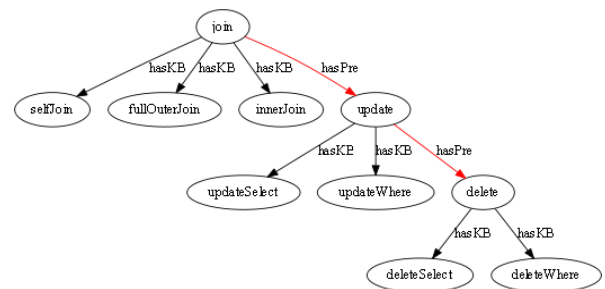 join
hasKB
hasKB
hasKB
hasPre
selfJoin
fullOuterJoin
innerJoin
update
hasKB
hasKB
hasPre
updateSelect
updateWhere
delete
hasKB
hasKB
deleteSelect
deleteWhere